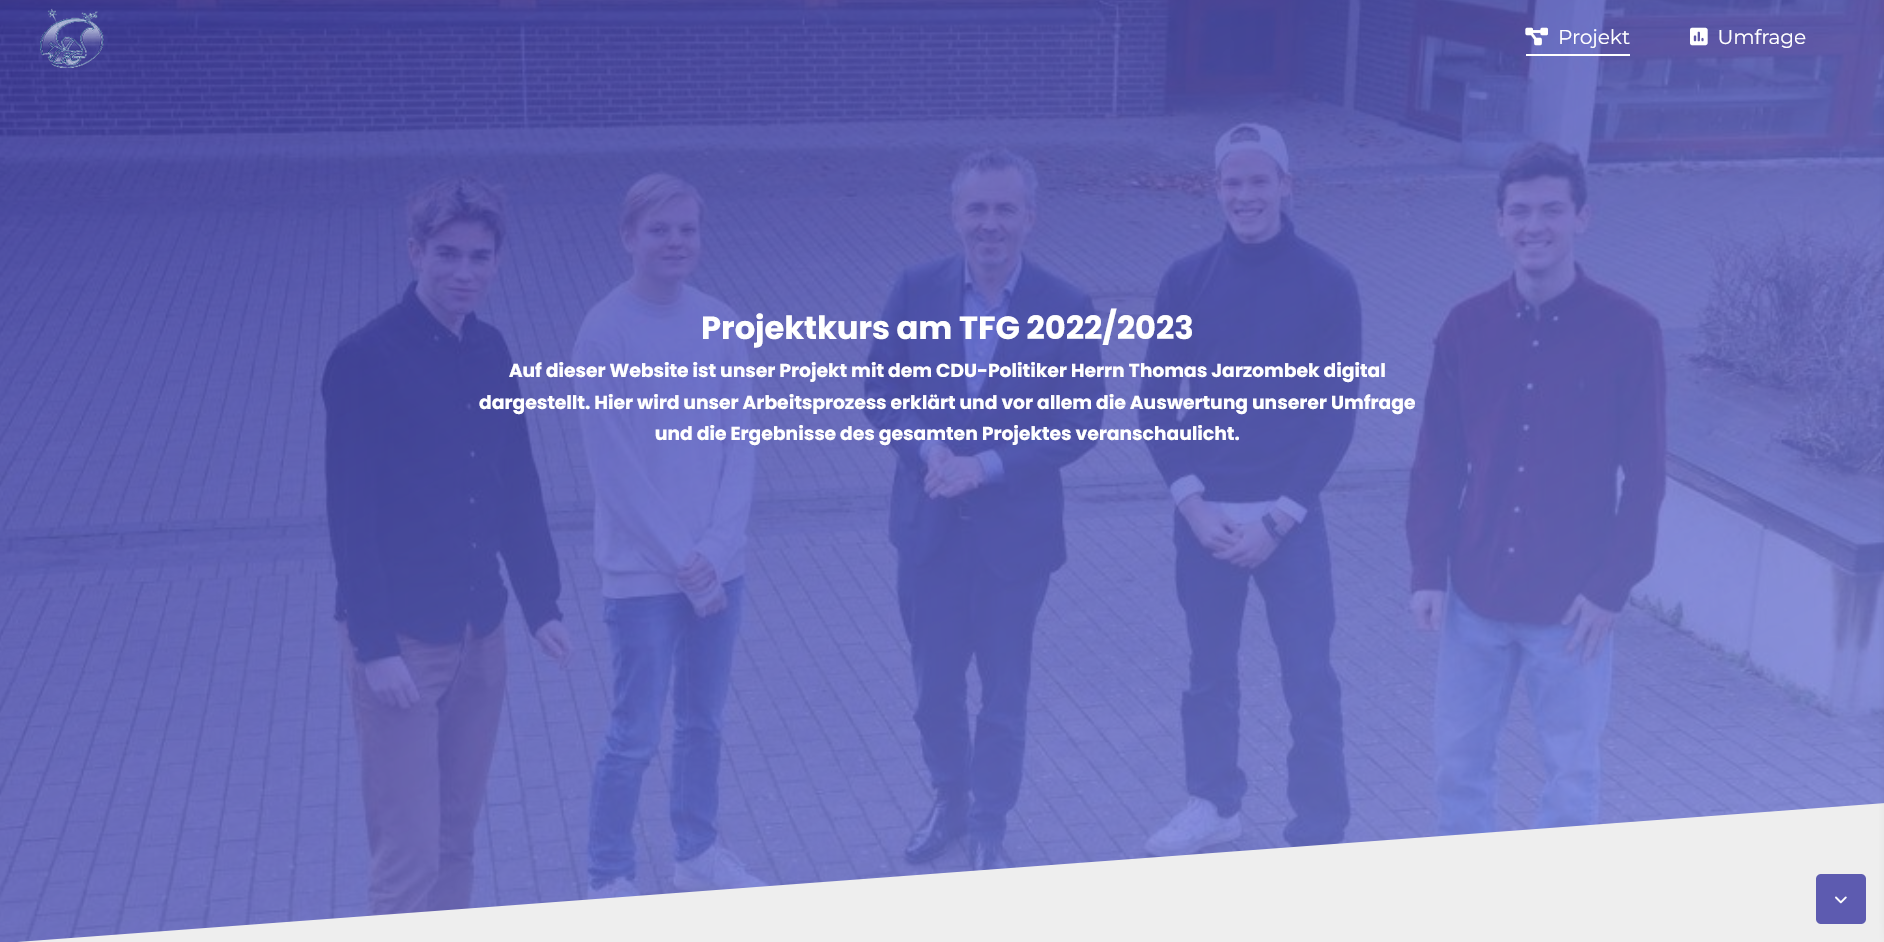 Projekt
Umfrage
Projektkurs am TFG 2022/2023
Auf dieser Website ist unser Projekt mit dem CDU-Politiker Herrn Thomas Jarzombek digital
dargestellt. Hier wird unser Arbeitsprozess erklärt und vor allem die Auswertung unserer Umfrage
und die Ergebnisse des gesamten Projektes veranschaulicht.